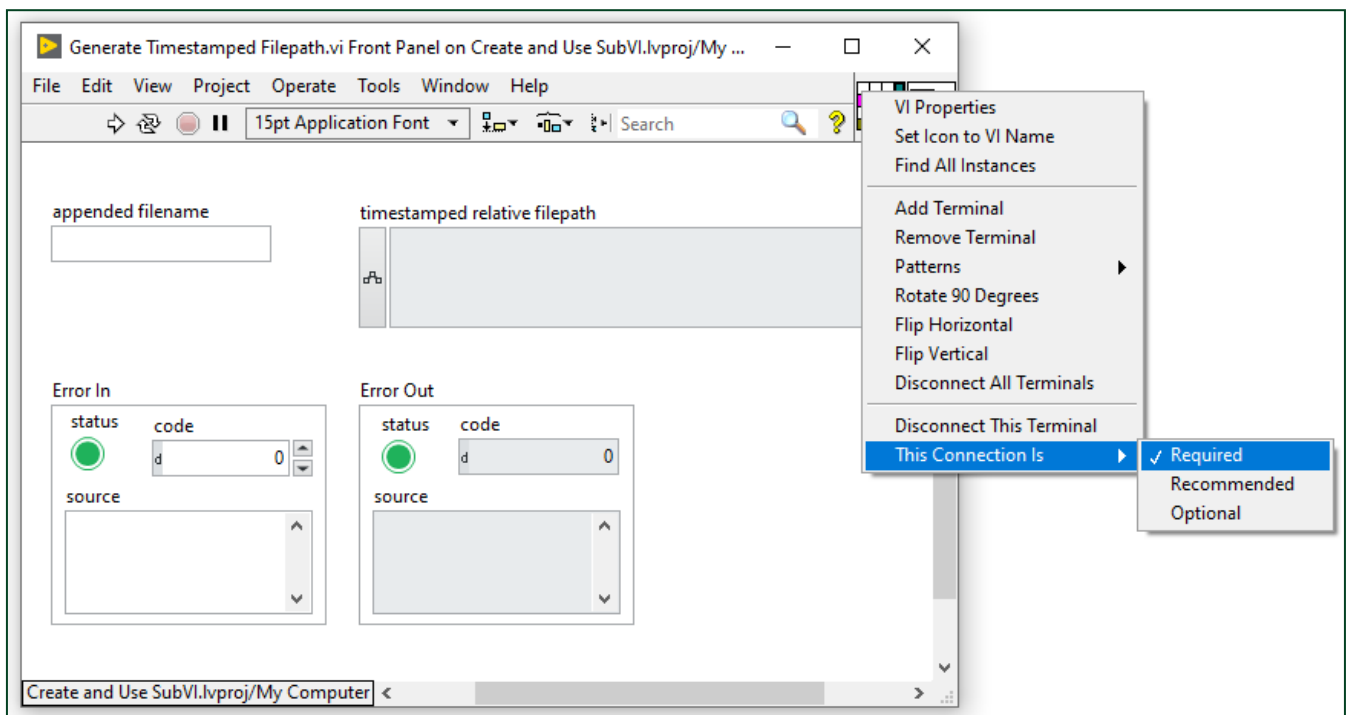 Generate Timestamped Filepath.vi Front Panel on Create and Use SubVI.lvproj/My ...
File Edit View Project Operate Tools Window Help
15pt Application Font
Search
?
VI Properties
Set Icon to VI Name
Find All Instances
Add Terminal
Remove Terminal
Patterns
Rotate 90 Degrees
Flip Horizontal
Flip Vertical
Disconnect All Terminals
Disconnect This Terminal
This Connection Is
✓ Required
Recommended
Optional
appended filename
timestamped relative filepath
Error In
status code
d 0
source
Error Out
status code
d 0
source
Create and Use SubVI.lvproj/My Computer